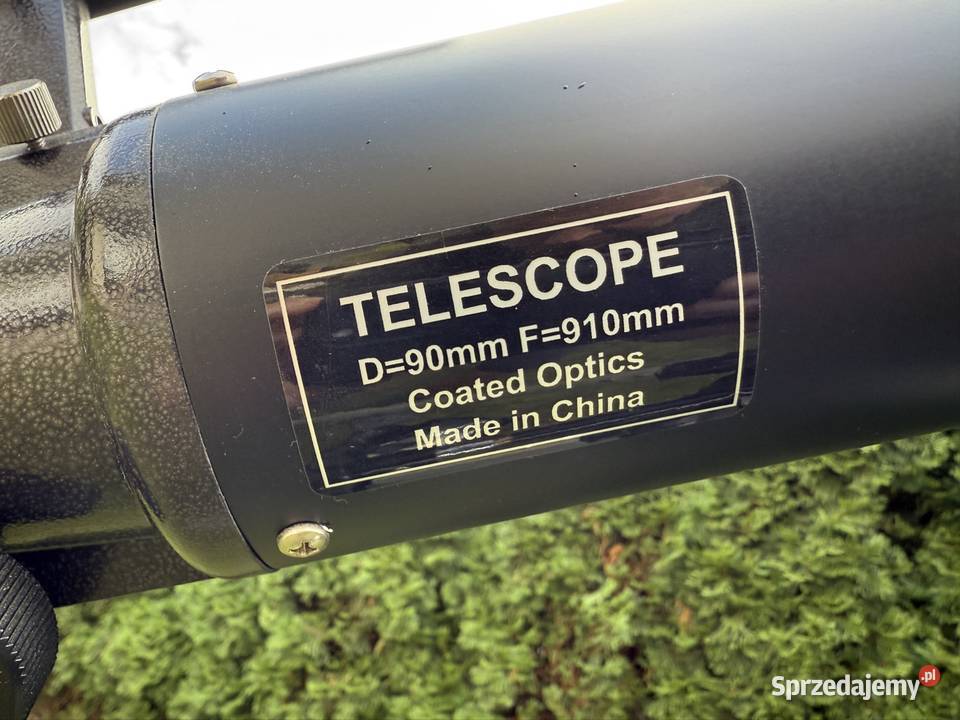 TELESCOPE
D=90mm F=910mm
Coated Optics
Made in China
Sprzedajemy.pl